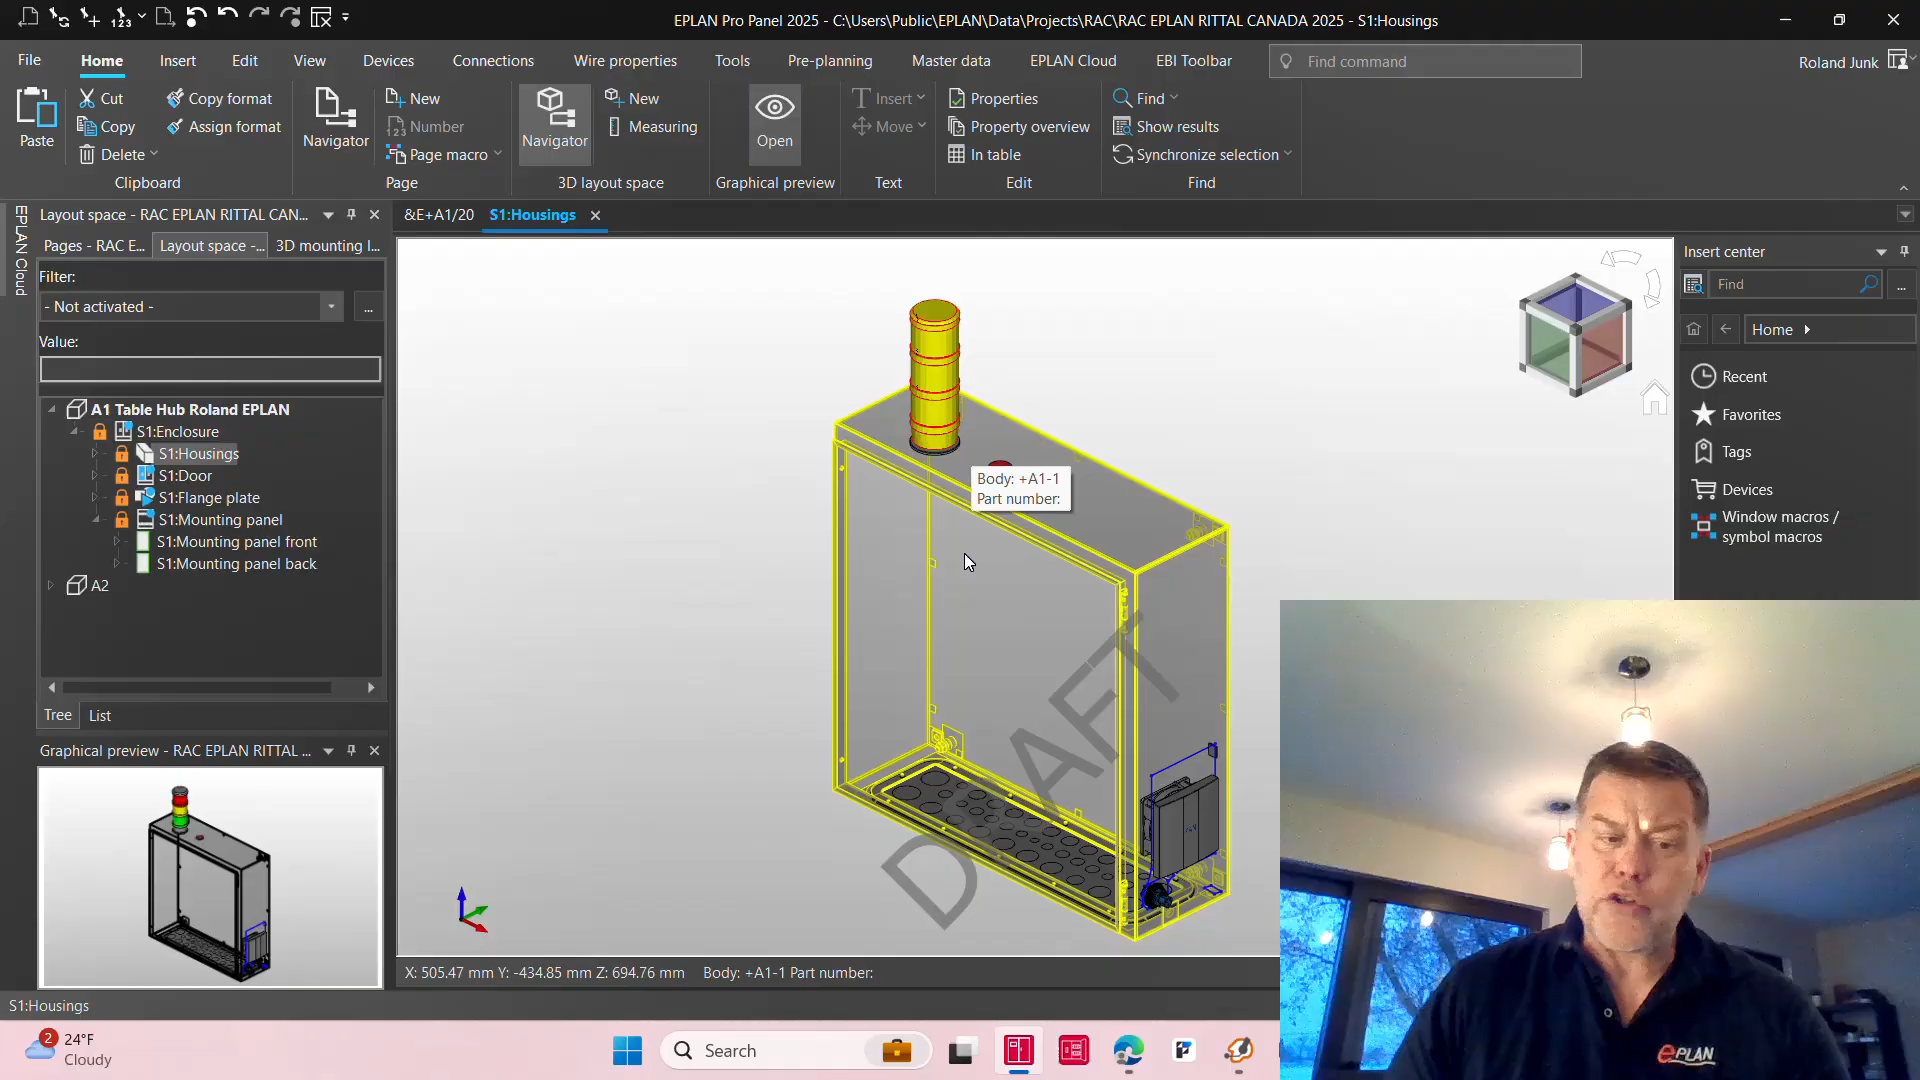 EPLAN Pro Panel 2025 - C:\Users\Public\EPLAN\Data\Projects\RAC\RAC EPLAN RITTAL CANADA 2025 - S1:Housings
File
Home
Insert
Edit
View
Devices
Connections
Wire properties
Tools
Pre-planning
Master data
EPLAN Cloud
EBI Toolbar
Find command
Roland Junk
Paste
Cut
Copy
Delete
Copy format
Assign format
Clipboard
Navigator
New
Number
Page macro
Page
Navigator
New
Measuring
3D layout space
Open
Graphical preview
Insert
Move
Text
Properties
Property overview
In table
Edit
Find
Show results
Synchronize selection
Find
EPLAN Cloud
Layout space - RAC EPLAN RITTAL CAN...
Pages - RAC E...
Layout space -...
3D mounting l...
Filter:
- Not activated -
...
Value:
A1 Table Hub Roland EPLAN
S1:Enclosure
S1:Housings
S1:Door
S1:Flange plate
S1:Mounting panel
S1:Mounting panel front
S1:Mounting panel back
A2
Tree
List
Graphical preview - RAC EPLAN RITTAL ...
&E+A1/20
S1:Housings
Body: +A1-1
Part number:
DRAFT
X: 505.47 mm Y: -434.85 mm Z: 694.76 mm
Body: +A1-1 Part number:
Insert center
Find
...
Home
Recent
Favorites
Tags
Devices
Window macros /
symbol macros
EPLAN
S1:Housings
2
24°F
Cloudy
Search